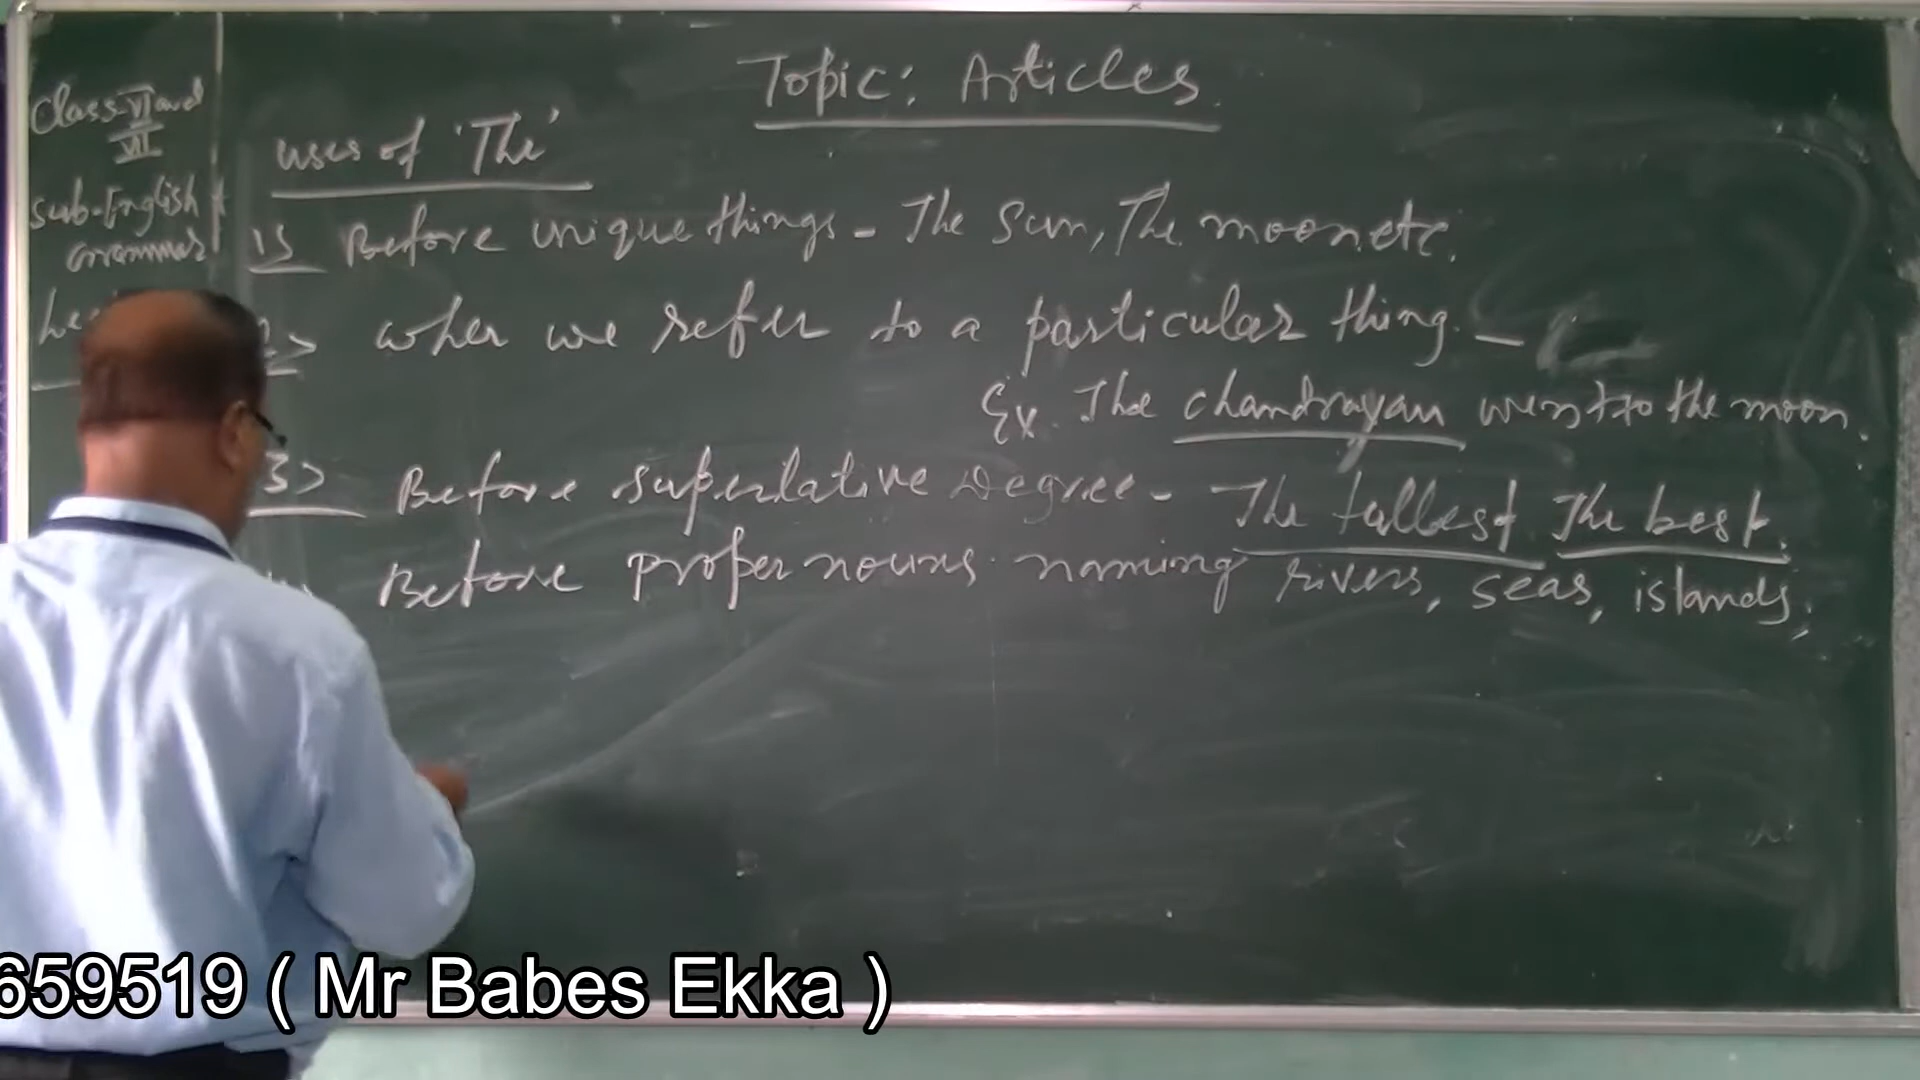 Topic: Articles.
Class-VI and
VII
Sub-English
Grammar
uses of 'The'
1> Before unique things - The Sun, The moon etc.
2> when we refer to a particular thing. -
Ex. The chandrayan went to the moon.
3> Before superlative Degree - The tallest The best.
Before proper nouns naming rivers, seas, islands,
659519 ( Mr Babes Ekka )